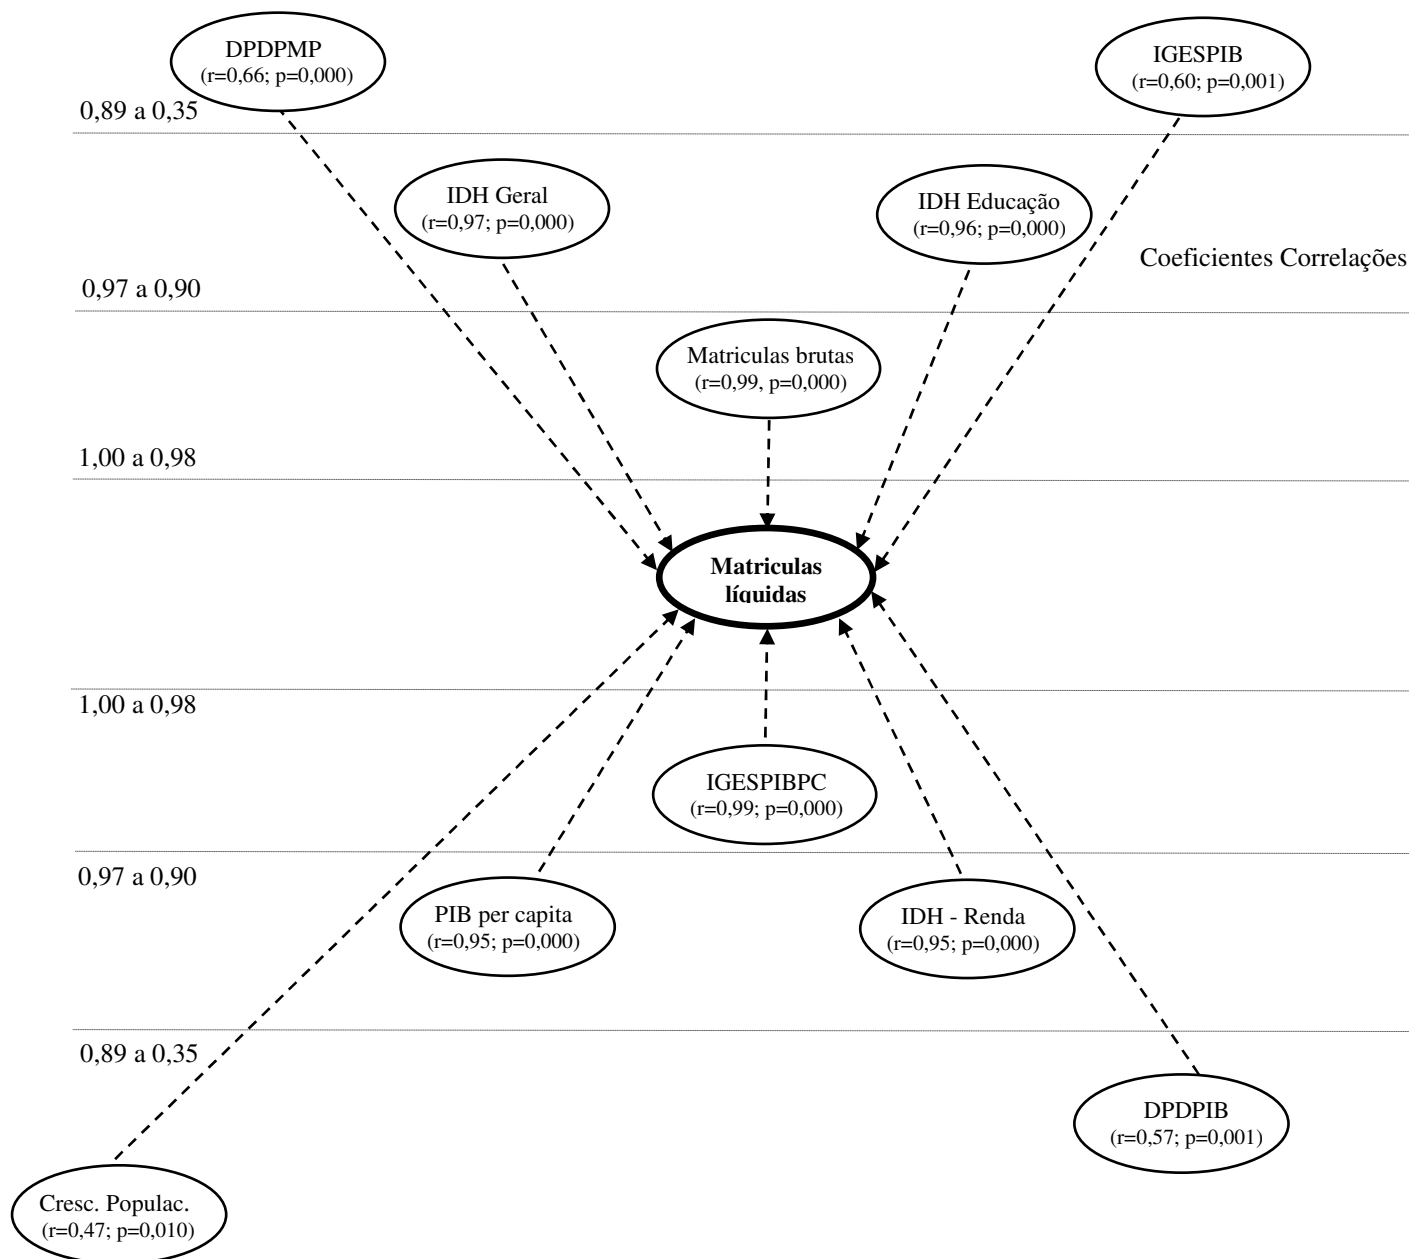 DPDPMP
(r=0,66; p=0,000)
IGESPIB
(r=0,60; p=0,001)
0,89 a 0,35
IDH Geral
(r=0,97; p=0,000)
IDH Educação
(r=0,96; p=0,000)
Coeficientes Correlações
0,97 a 0,90
Matriculas brutas
(r=0,99, p=0,000)
1,00 a 0,98
Matriculas
líquidas
1,00 a 0,98
IGESPIBPC
(r=0,99; p=0,000)
0,97 a 0,90
PIB per capita
(r=0,95; p=0,000)
IDH - Renda
(r=0,95; p=0,000)
0,89 a 0,35
DPDPIB
(r=0,57; p=0,001)
Cresc. Populac.
(r=0,47; p=0,010)